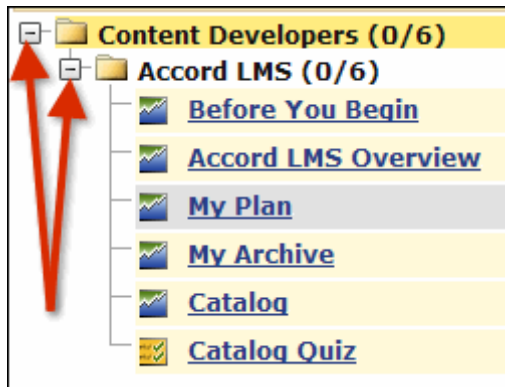 Content Developers (0/6)
Accord LMS (0/6)
Before You Begin
Accord LMS Overview
My Plan
My Archive
Catalog
Catalog Quiz